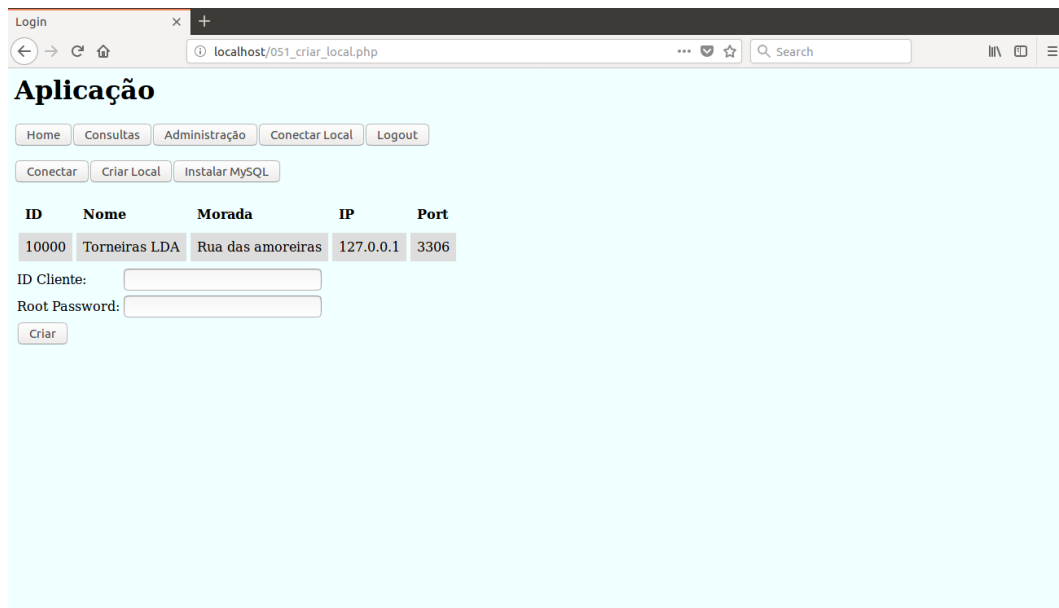 Login
localhost/051_criar_local.php
Search
Aplicação
Home Consultas Administração Conectar Local Logout
Conectar Criar Local Instalar MySQL
ID Nome Morada IP Port
10000 Torneiras LDA Rua das amoreiras 127.0.0.1 3306
ID Cliente:
Root Password:
Criar